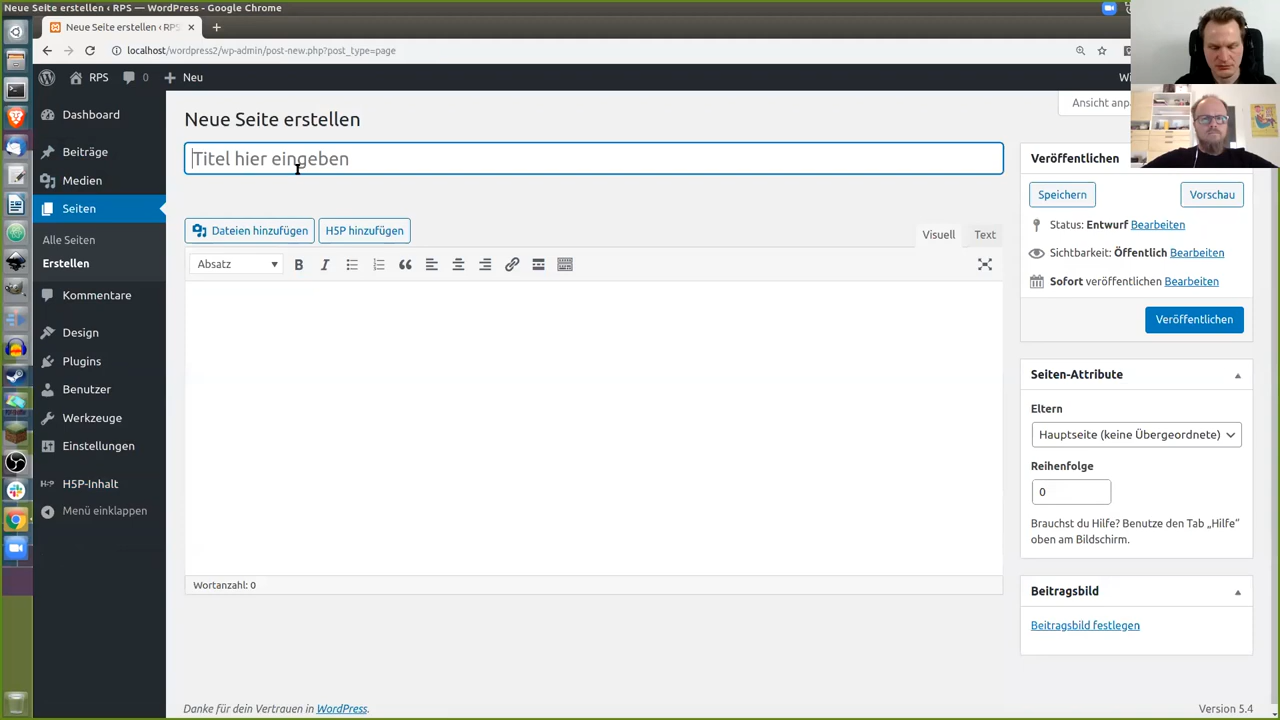 Neue Seite erstellen ‹ RPS — WordPress - Google Chrome
Neue Seite erstellen ‹ RPS
localhost/wordpress2/wp-admin/post-new.php?post_type=page
RPS
0
Neu
Ansicht anpa
Dashboard
Beiträge
Medien
Seiten
Alle Seiten
Erstellen
Kommentare
Design
Plugins
Benutzer
Werkzeuge
Einstellungen
H5P-Inhalt
Menü einklappen
Neue Seite erstellen
Titel hier eingeben
Dateien hinzufügen
H5P hinzufügen
Visuell
Text
Absatz
B
I
Wortanzahl: 0
Veröffentlichen
Speichern
Vorschau
Status: Entwurf Bearbeiten
Sichtbarkeit: Öffentlich Bearbeiten
Sofort veröffentlichen Bearbeiten
Veröffentlichen
Seiten-Attribute
Eltern
Hauptseite (keine Übergeordnete)
Reihenfolge
0
Brauchst du Hilfe? Benutze den Tab „Hilfe“
oben am Bildschirm.
Beitragsbild
Beitragsbild festlegen
Danke für dein Vertrauen in WordPress.
Version 5.4